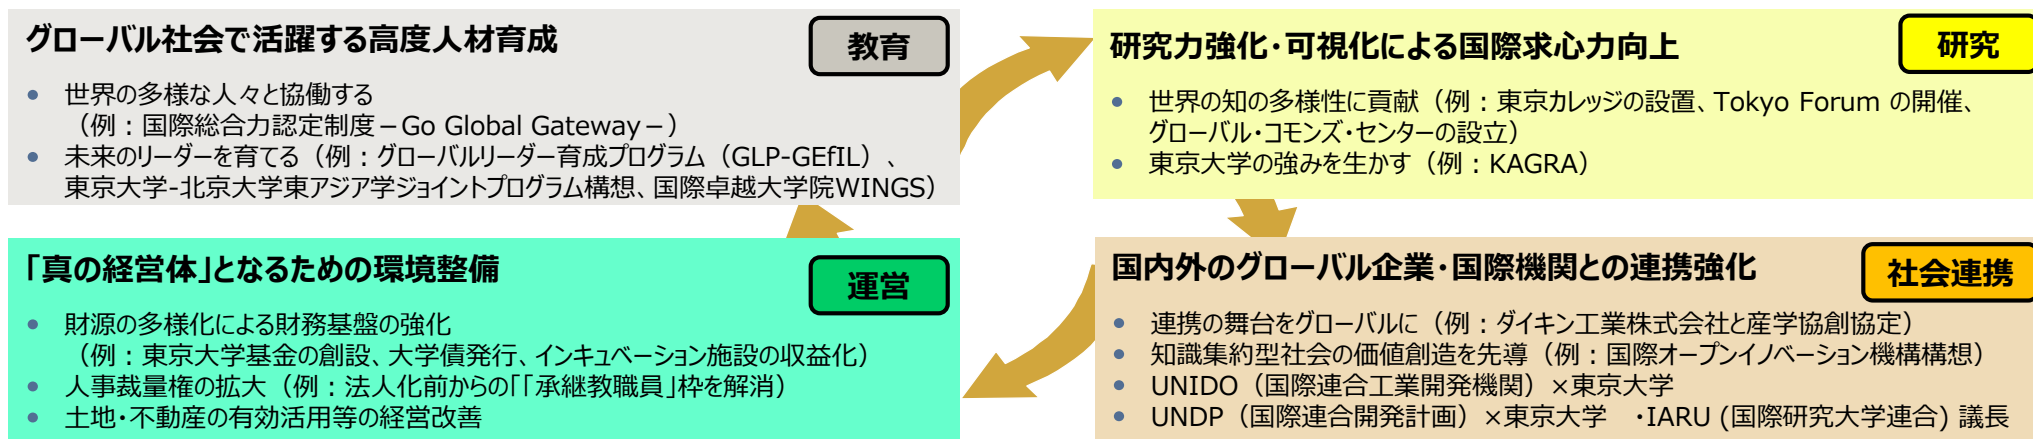 グローバル社会で活躍する高度人材育成
教育
• 世界の多様な人々と協働する
（例：国際総合力認定制度－Go Global Gateway－）
• 未来のリーダーを育てる（例：グローバルリーダー育成プログラム（GLP-GEfIL）、
東京大学-北京大学東アジア学ジョイントプログラム構想、国際卓越大学院WINGS）
研究力強化・可視化による国際求心力向上
研究
• 世界の知の多様性に貢献（例：東京カレッジの設置、Tokyo Forum の開催、
グローバル・コモンズ・センターの設立）
• 東京大学の強みを生かす（例：KAGRA）
「真の経営体」となるための環境整備
運営
• 財源の多様化による財務基盤の強化
（例：東京大学基金の創設、大学債発行、インキュベーション施設の収益化）
• 人事裁量権の拡大（例：法人化前からの「「承継教職員」枠を解消）
• 土地・不動産の有効活用等の経営改善
国内外のグローバル企業・国際機関との連携強化
社会連携
• 連携の舞台をグローバルに（例：ダイキン工業株式会社と産学協創協定）
• 知識集約型社会の価値創造を先導（例：国際オープンイノベーション機構構想）
• UNIDO（国際連合工業開発機関）×東京大学
• UNDP（国際連合開発計画）×東京大学　・IARU (国際研究大学連合) 議長